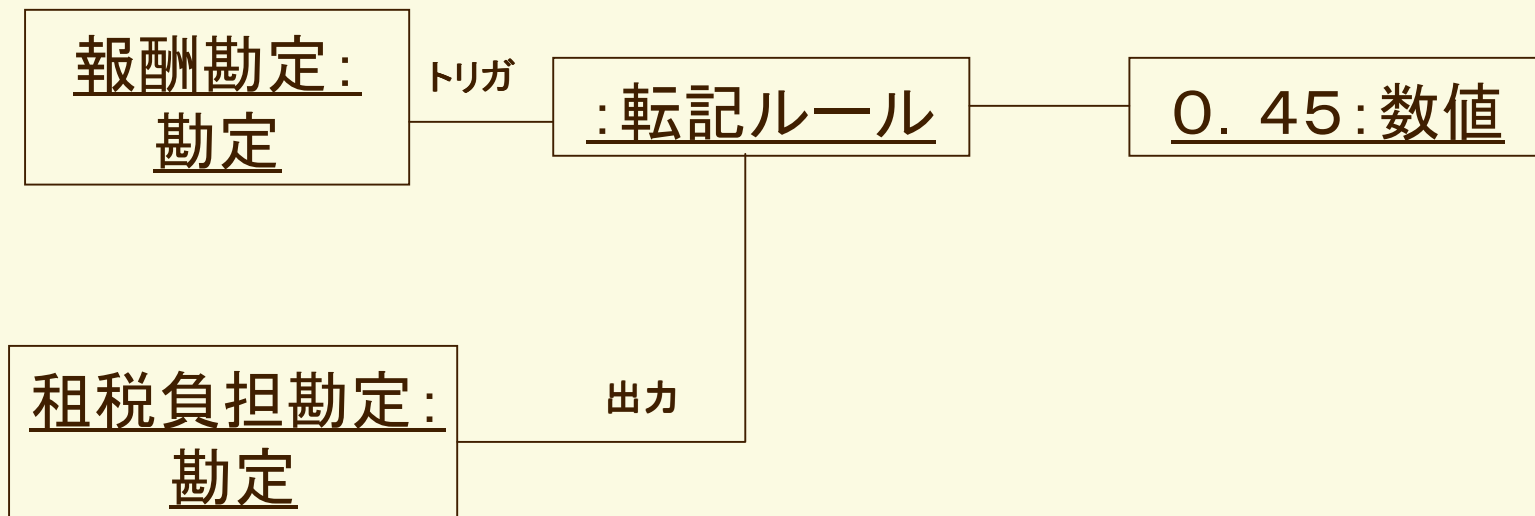 報酬勘定:
勘定
トリガ
:転記ルール
0.45:数値
租税負担勘定:
勘定
出力